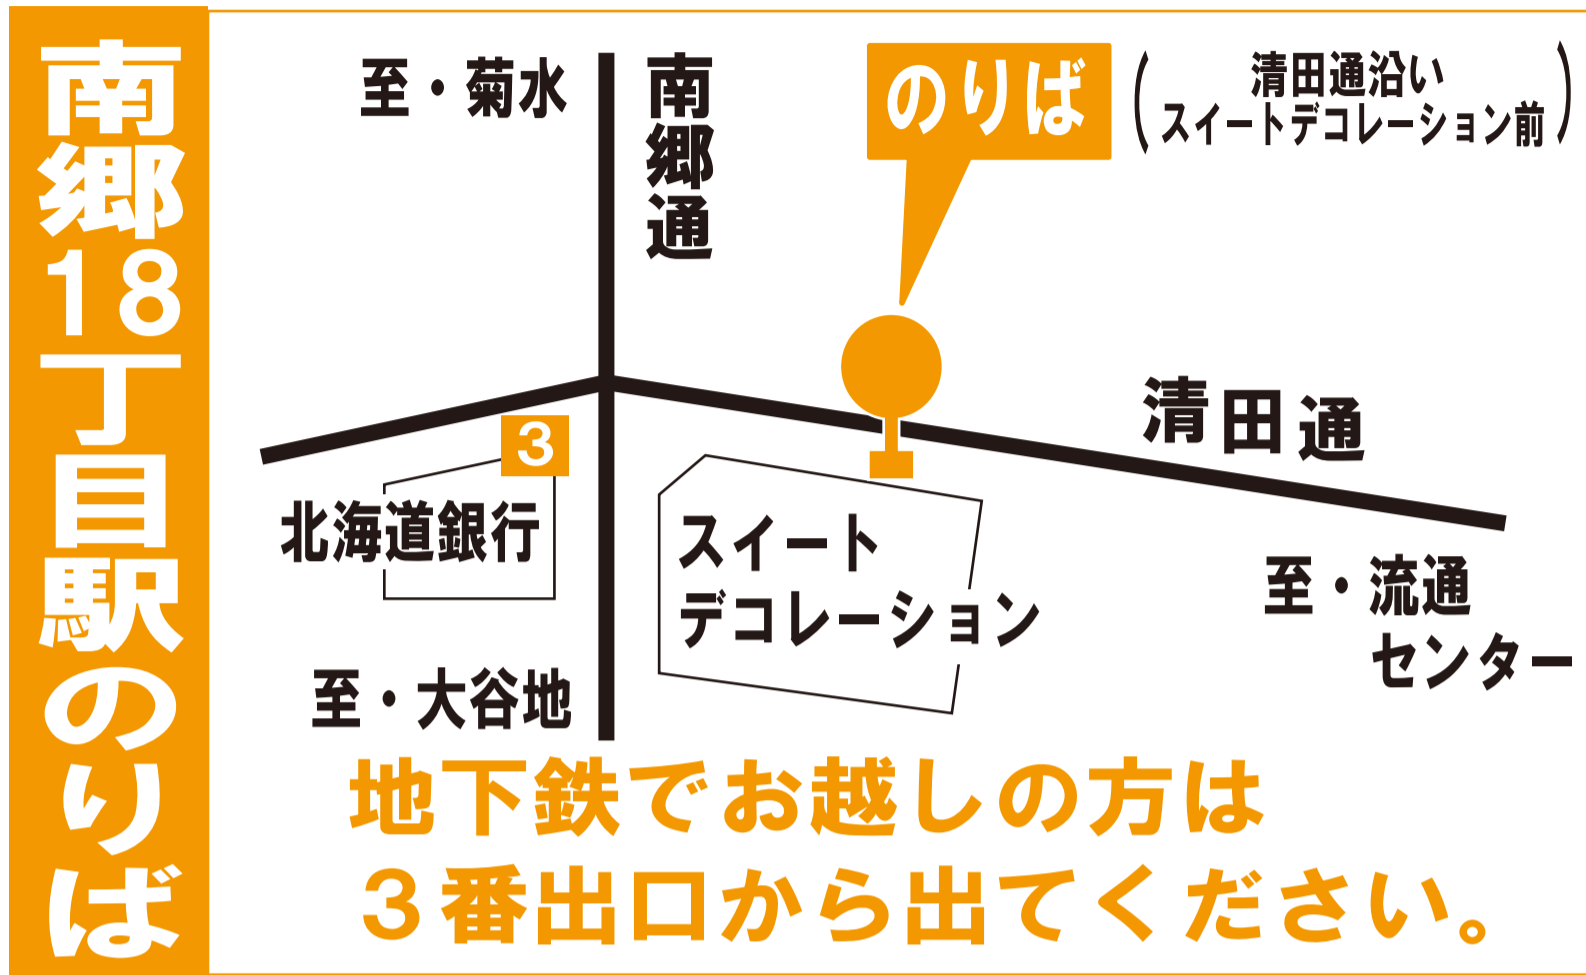 南郷18丁目駅のりば
至・菊水
南郷通
のりば
(清田通沿い
スイートデコレーション前)
清田通
3
北海道銀行
スイート
デコレーション
至・流通
センター
至・大谷地
地下鉄でお越しの方は
3番出口から出てください。